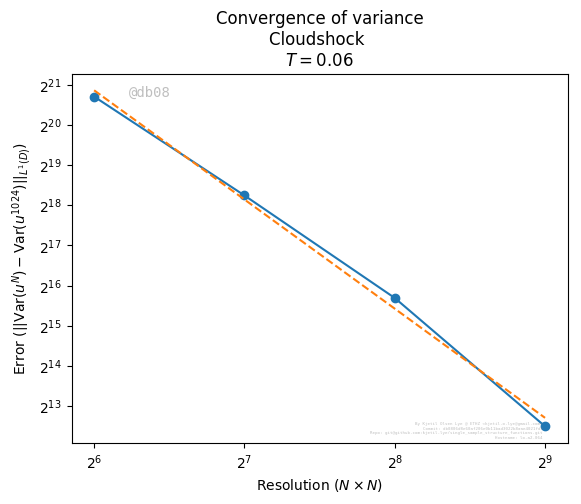 Convergence of variance
Cloudshock
T = 0.06
@db08
2^21
2^20
2^19
2^18
2^17
2^16
2^15
2^14
2^13
Error (||Var(u^N) − Var(u^1024)||_L^1(D))
2^6
2^7
2^8
2^9
Resolution (N × N)